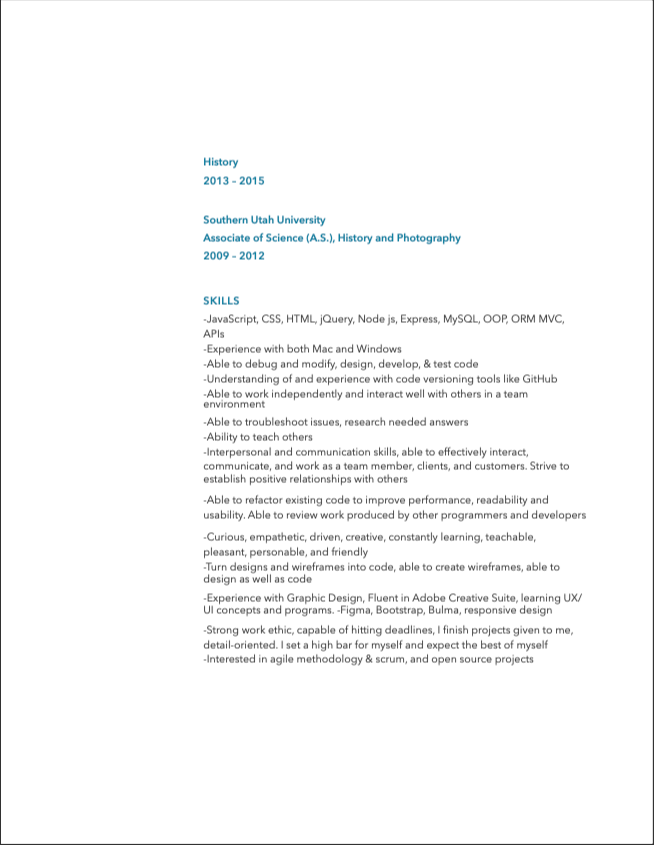 History
2013 – 2015
Southern Utah University
Associate of Science (A.S.), History and Photography
2009 – 2012
SKILLS
-JavaScript, CSS, HTML, jQuery, Node js, Express, MySQL, OOP, ORM MVC,
APIs
-Experience with both Mac and Windows
-Able to debug and modify, design, develop, & test code
-Understanding of and experience with code versioning tools like GitHub
-Able to work independently and interact well with others in a team
environment
-Able to troubleshoot issues, research needed answers
-Ability to teach others
-Interpersonal and communication skills, able to effectively interact,
communicate, and work as a team member, clients, and customers. Strive to
establish positive relationships with others
-Able to refactor existing code to improve performance, readability and
usability. Able to review work produced by other programmers and developers
-Curious, empathetic, driven, creative, constantly learning, teachable,
pleasant, personable, and friendly
-Turn designs and wireframes into code, able to create wireframes, able to
design as well as code
-Experience with Graphic Design, Fluent in Adobe Creative Suite, learning UX/
UI concepts and programs. -Figma, Bootstrap, Bulma, responsive design
-Strong work ethic, capable of hitting deadlines, I finish projects given to me,
detail-oriented. I set a high bar for myself and expect the best of myself
-Interested in agile methodology & scrum, and open source projects